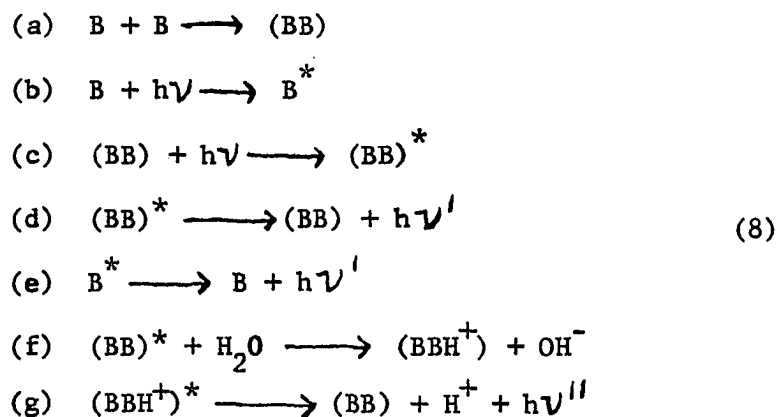 (a) B + B ⟶ (BB)
(b) B + hν ⟶ B*
(c) (BB) + hν ⟶ (BB)*
(d) (BB)* ⟶ (BB) + hν'
(8)
(e) B* ⟶ B + hν'
(f) (BB)* + H₂O ⟶ (BBH⁺) + OH⁻
(g) (BBH⁺)* ⟶ (BB) + H⁺ + hν''